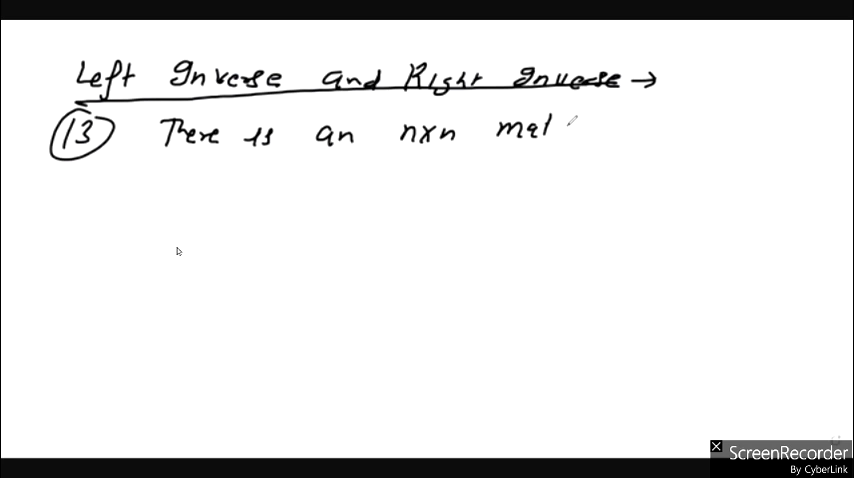 Left Inverse and Right Inverse →
13 There is an nxn mat
ScreenRecorder
By CyberLink